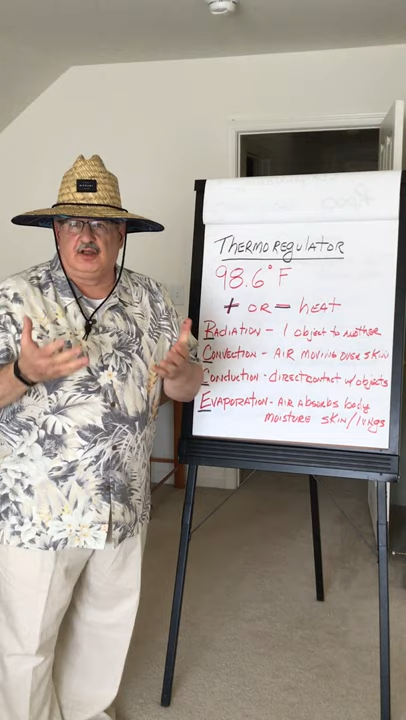 Thermoregulator
98.6° F
+ OR - HEAT
RADIATION - 1 object to another
CONVECTION - AIR MOVING OVER SKIN
CONDUCTION - direct contact w/ objects
EVAPORATION - AIR Absorbs body
MOISTURE SKIN/lungs